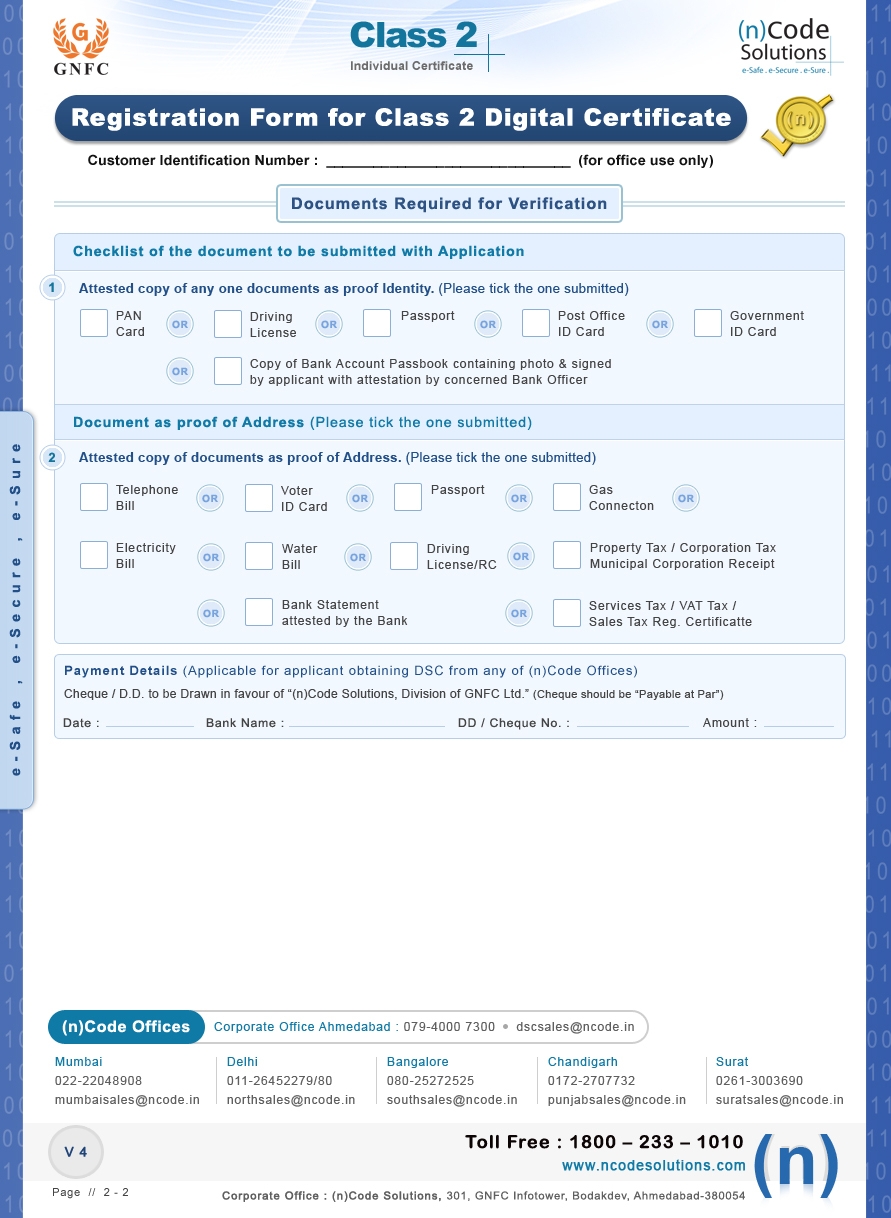 GNFC
Class 2
Individual Certificate
(n)Code
Solutions
e-Safe . e-Secure . e-Sure .
Registration Form for Class 2 Digital Certificate
Customer Identification Number : ______________________________ (for office use only)
Documents Required for Verification
Checklist of the document to be submitted with Application
1 Attested copy of any one documents as proof Identity. (Please tick the one submitted)
PAN Card OR Driving License OR Passport OR Post Office ID Card OR Government ID Card
OR Copy of Bank Account Passbook containing photo & signed
by applicant with attestation by concerned Bank Officer
Document as proof of Address (Please tick the one submitted)
2 Attested copy of documents as proof of Address. (Please tick the one submitted)
Telephone Bill OR Voter ID Card OR Passport OR Gas Connecton OR
Electricity Bill OR Water Bill OR Driving License/RC OR Property Tax / Corporation Tax Municipal Corporation Receipt
OR Bank Statement attested by the Bank OR Services Tax / VAT Tax / Sales Tax Reg. Certificatte
Payment Details (Applicable for applicant obtaining DSC from any of (n)Code Offices)
Cheque / D.D. to be Drawn in favour of “(n)Code Solutions, Division of GNFC Ltd.” (Cheque should be “Payable at Par”)
Date : Bank Name : DD / Cheque No. : Amount :
e-Safe , e-Secure , e-Sure
(n)Code Offices Corporate Office Ahmedabad : 079-4000 7300 • dscsales@ncode.in
Mumbai Delhi Bangalore Chandigarh Surat
022-22048908 011-26452279/80 080-25272525 0172-2707732 0261-3003690
mumbaisales@ncode.in northsales@ncode.in southsales@ncode.in punjabsales@ncode.in suratsales@ncode.in
V 4
Toll Free : 1800 – 233 – 1010
www.ncodesolutions.com
(n)
Page // 2 - 2
Corporate Office : (n)Code Solutions, 301, GNFC Infotower, Bodakdev, Ahmedabad-380054